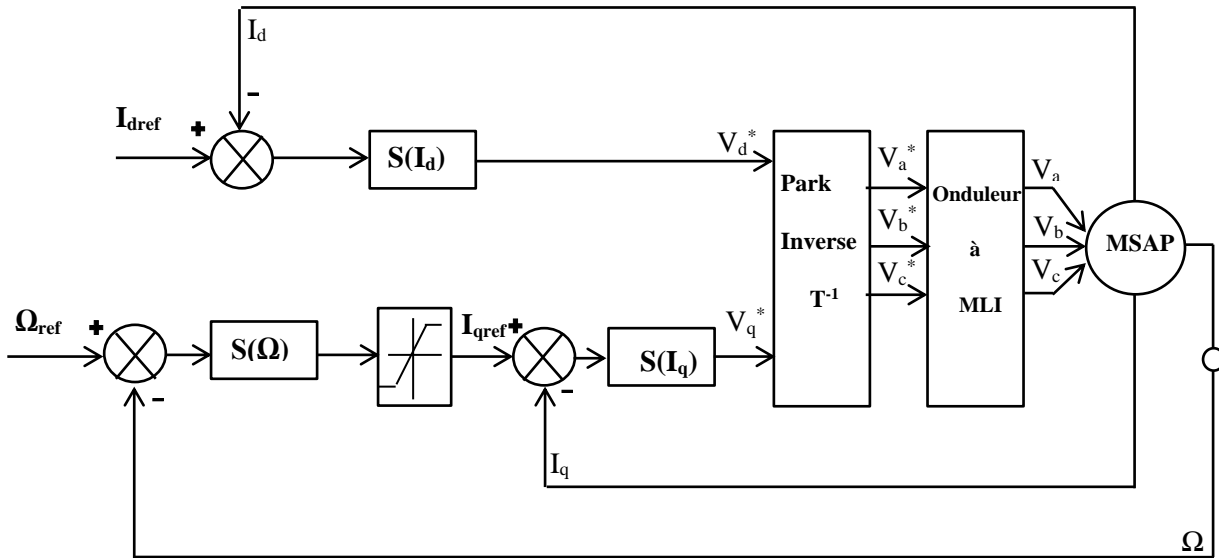 I_d
−
I_dref
+
S(I_d)
V_d^*
Park
Inverse
T^-1
V_a^*
V_b^*
V_c^*
Onduleur
à
MLI
V_a
V_b
V_c
MSAP
Ω_ref
+
−
S(Ω)
I_qref
+
−
S(I_q)
V_q^*
I_q
Ω